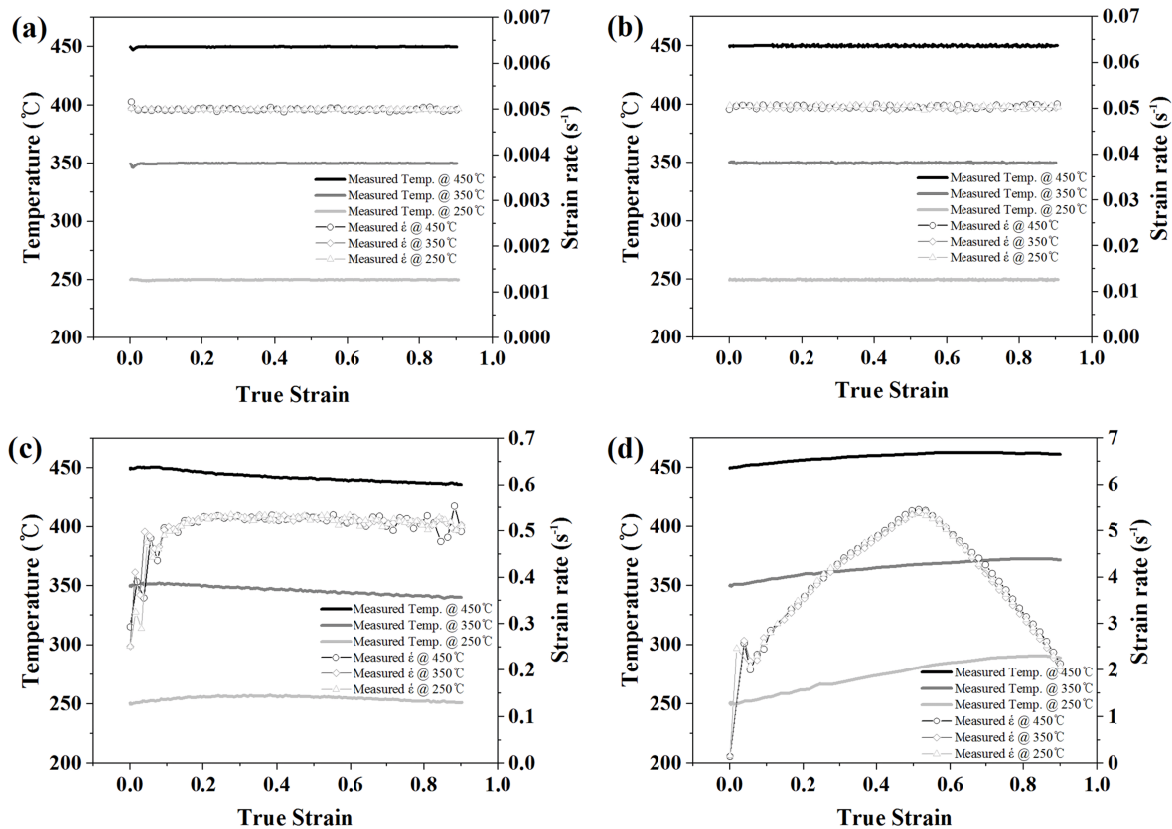 (a)
Temperature (℃)
450
400
350
300
250
200
0.0 0.2 0.4 0.6 0.8 1.0
True Strain
0.007
0.006
0.005
0.004
0.003
0.002
0.001
0.000
Strain rate (s⁻¹)
Measured Temp. @ 450℃
Measured Temp. @ 350℃
Measured Temp. @ 250℃
Measured ε̇ @ 450℃
Measured ε̇ @ 350℃
Measured ε̇ @ 250℃
(b)
Temperature (℃)
450
400
350
300
250
200
0.0 0.2 0.4 0.6 0.8 1.0
True Strain
0.07
0.06
0.05
0.04
0.03
0.02
0.01
0.00
Strain rate (s⁻¹)
Measured Temp. @ 450℃
Measured Temp. @ 350℃
Measured Temp. @ 250℃
Measured ε̇ @ 450℃
Measured ε̇ @ 350℃
Measured ε̇ @ 250℃
(c)
Temperature (℃)
450
400
350
300
250
200
0.0 0.2 0.4 0.6 0.8 1.0
True Strain
0.7
0.6
0.5
0.4
0.3
0.2
0.1
0.0
Strain rate (s⁻¹)
Measured Temp. @ 450℃
Measured Temp. @ 350℃
Measured Temp. @ 250℃
Measured ε̇ @ 450℃
Measured ε̇ @ 350℃
Measured ε̇ @ 250℃
(d)
Temperature (℃)
450
400
350
300
250
200
0.0 0.2 0.4 0.6 0.8 1.0
True Strain
7
6
5
4
3
2
1
0
Strain rate (s⁻¹)
Measured Temp. @ 450℃
Measured Temp. @ 350℃
Measured Temp. @ 250℃
Measured ε̇ @ 450℃
Measured ε̇ @ 350℃
Measured ε̇ @ 250℃